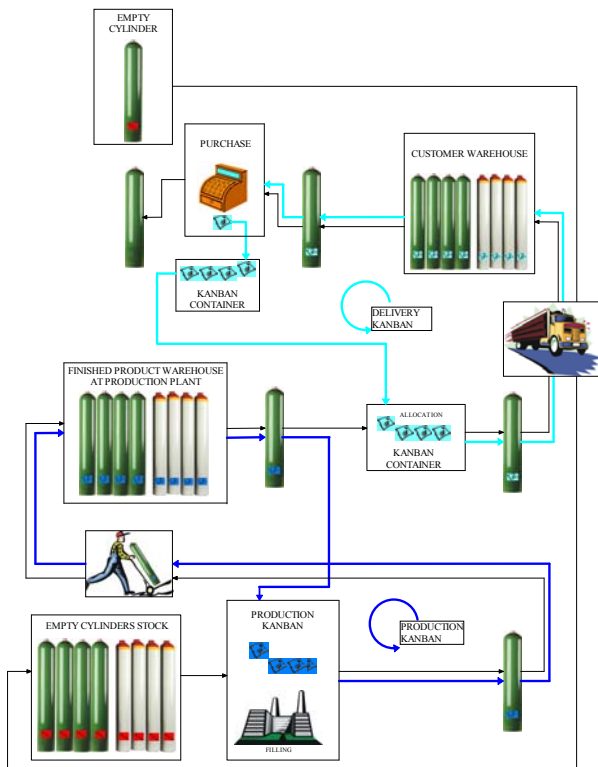 EMPTY
CYLINDER
PURCHASE
CUSTOMER WAREHOUSE
KANBAN
CONTAINER
DELIVERY
KANBAN
FINISHED PRODUCT WAREHOUSE
AT PRODUCTION PLANT
ALLOCATION
KANBAN
CONTAINER
EMPTY CYLINDERS STOCK
PRODUCTION
KANBAN
PRODUCTION
KANBAN
FILLING